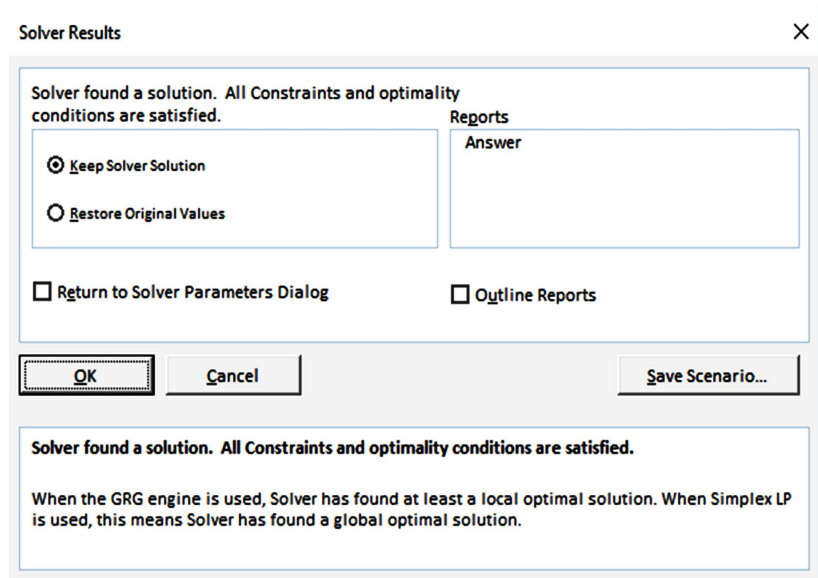 Solver Results
Solver found a solution.  All Constraints and optimality
conditions are satisfied.
Reports
Answer
Keep Solver Solution
Restore Original Values
Return to Solver Parameters Dialog
Outline Reports
OK
Cancel
Save Scenario...
Solver found a solution.  All Constraints and optimality conditions are satisfied.
When the GRG engine is used, Solver has found at least a local optimal solution. When Simplex LP
is used, this means Solver has found a global optimal solution.